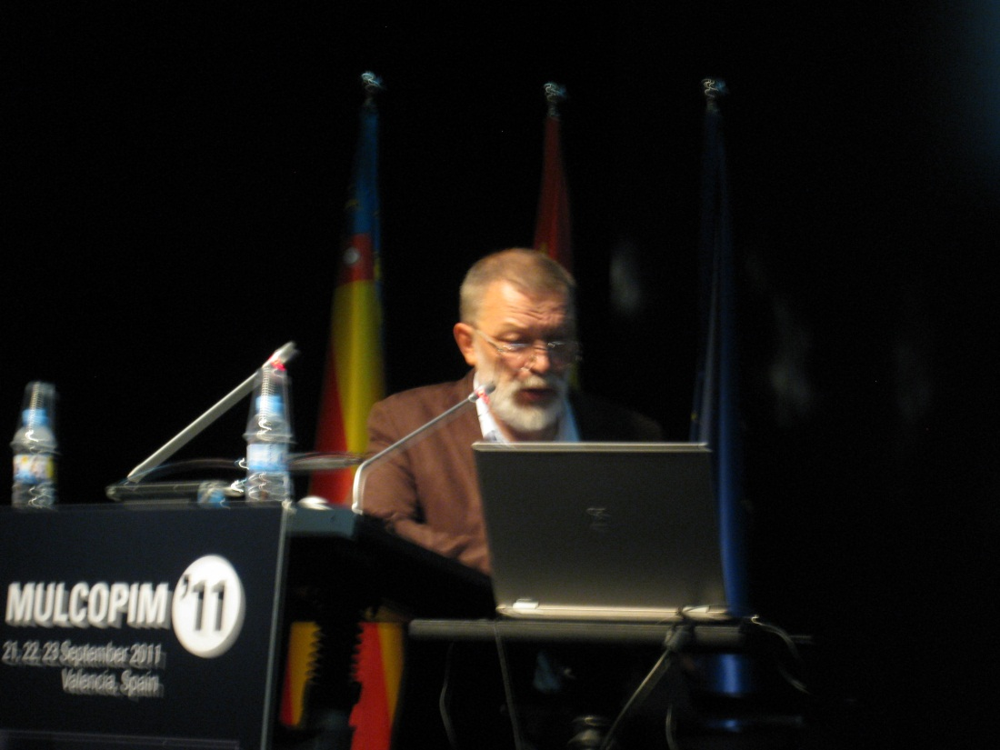 MULCOPIM '11
21, 22, 23 September 2011
Valencia, Spain